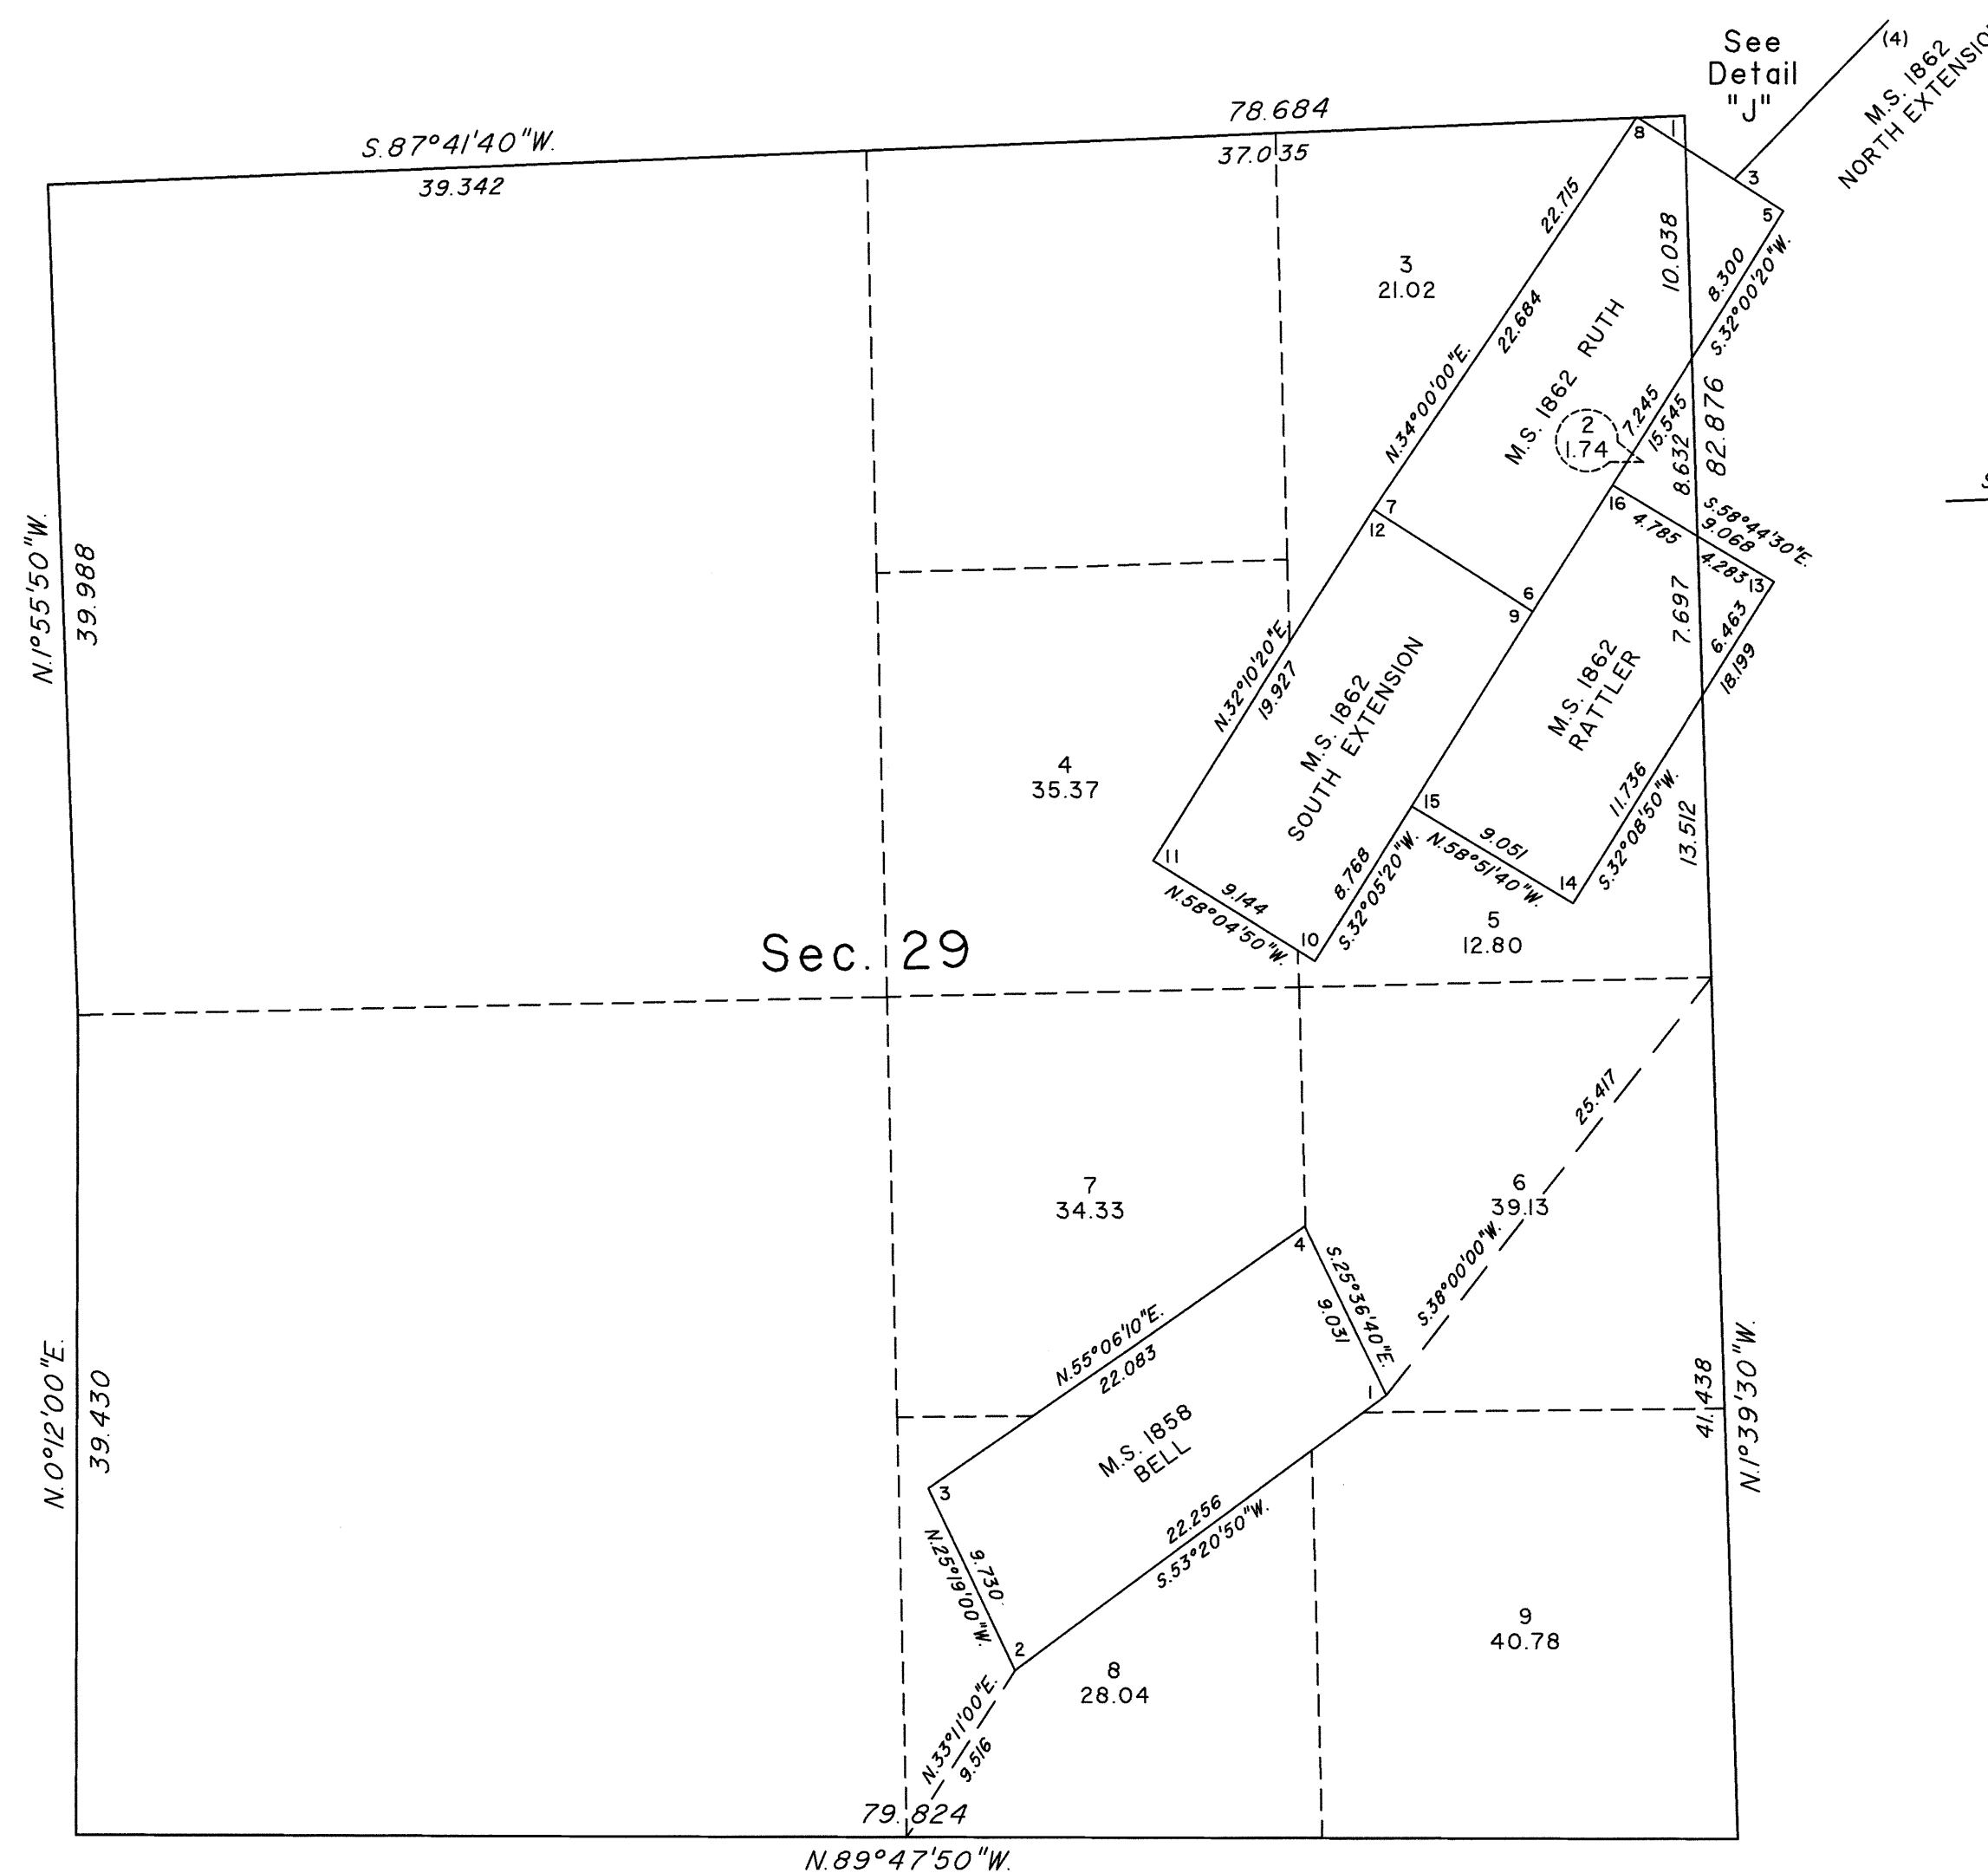 See
Detail
"J"
(4)
M.S. 1862
NORTH EXTENSIO
78.684
S.87°41'40"W.
39.342
37.035
8
1
3
5
22.715
10.038
8.300
S.32°00'20"W.
3
21.02
22.684
N.34°00'00"E.
M.S. 1862 RUTH
7.245
15.545
2
1.74
8.632
82.876
7
12
16
4.785
S.58°44'30"E.
9.068
4.283
13
N.1°55'50"W.
39.988
6
9
7.697
6.463
18.199
N.32°10'20"E.
19.927
M.S. 1862
SOUTH EXTENSION
M.S. 1862
RATTLER
4
35.37
11.736
S.32°08'50"W.
13.512
15
9.051
N.58°51'40"W.
14
11
9.144
N.58°04'50"W.
8.768
S.32°05'20"W.
10
5
12.80
Sec. 29
25.417
7
34.33
6
39.13
S.38°00'00"W.
4
S.25°36'40"E.
9.031
N.55°06'10"E.
22.083
1
N.0°12'00"E.
39.430
41.438
N.1°39'30"W.
M.S. 1858
BELL
3
22.256
S.53°20'50"W.
9.730
N.25°19'00"W.
2
8
28.04
9
40.78
N.33°11'00"E.
9.516
79.824
N.89°47'50"W.